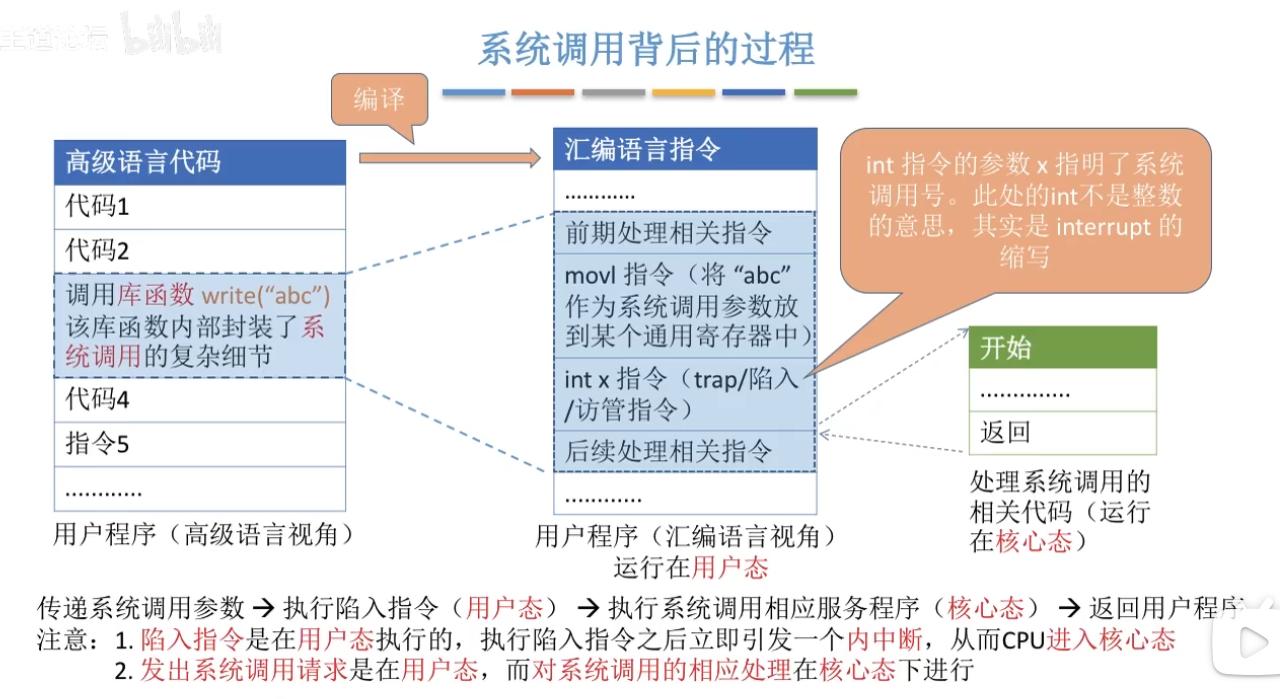 王道论坛 bilibili
系统调用背后的过程
编译
高级语言代码
代码1
代码2
调用库函数 write(“abc”)
该库函数内部封装了系
统调用的复杂细节
代码4
指令5
…………
用户程序（高级语言视角）
汇编语言指令
…………
前期处理相关指令
movl 指令（将 “abc”
作为系统调用参数放
到某个通用寄存器中）
int x 指令（trap/陷入
/访管指令）
后续处理相关指令
…………
用户程序（汇编语言视角）
运行在用户态
int 指令的参数 x 指明了系统
调用号。此处的int不是整数
的意思，其实是 interrupt 的
缩写
开始
…………..
返回
处理系统调用的
相关代码（运行
在核心态）
传递系统调用参数 → 执行陷入指令（用户态） → 执行系统调用相应服务程序（核心态） → 返回用户程序
注意：1. 陷入指令是在用户态执行的，执行陷入指令之后立即引发一个内中断，从而CPU进入核心态
2. 发出系统调用请求是在用户态，而对系统调用的相应处理在核心态下进行